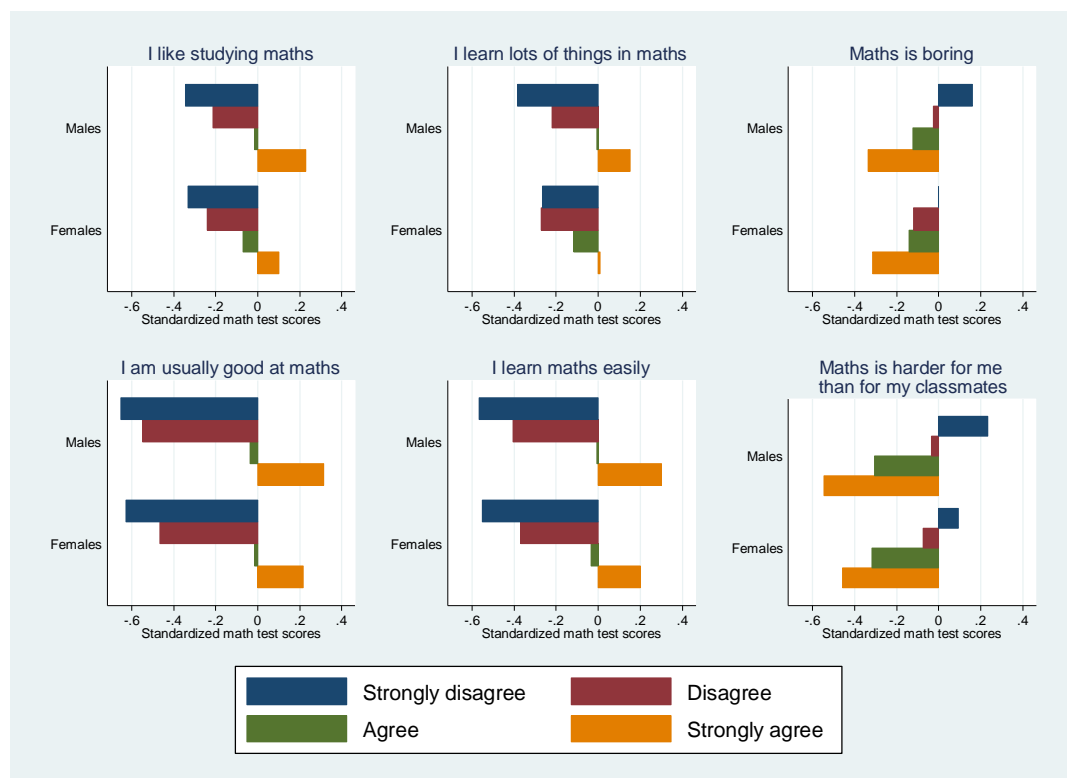 I like studying maths
Males
Females
-.6 -.4 -.2 0 .2 .4
Standardized math test scores
I learn lots of things in maths
Males
Females
-.6 -.4 -.2 0 .2 .4
Standardized math test scores
Maths is boring
Males
Females
-.6 -.4 -.2 0 .2 .4
Standardized math test scores
I am usually good at maths
Males
Females
-.6 -.4 -.2 0 .2 .4
Standardized math test scores
I learn maths easily
Males
Females
-.6 -.4 -.2 0 .2 .4
Standardized math test scores
Maths is harder for me
than for my classmates
Males
Females
-.6 -.4 -.2 0 .2 .4
Standardized math test scores
Strongly disagree Disagree
Agree Strongly agree